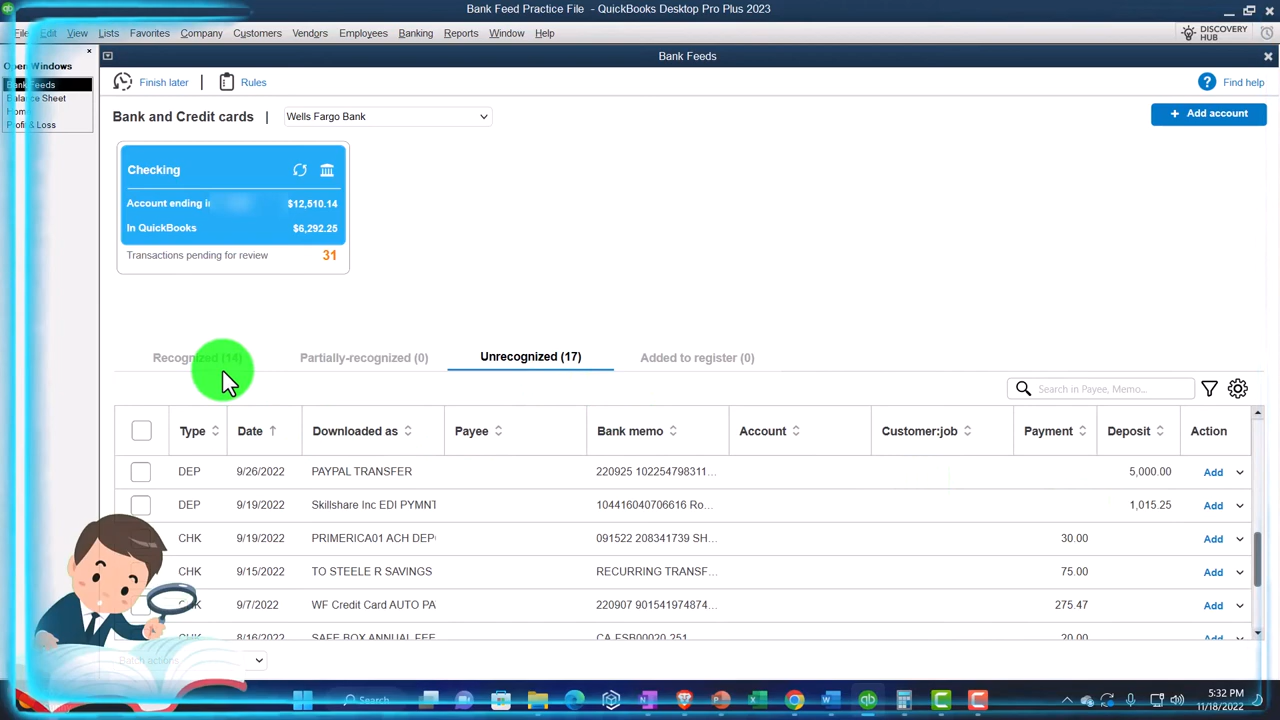 Bank Feed Practice File - QuickBooks Desktop Pro Plus 2023
File Edit View Lists Favorites Company Customers Vendors Employees Banking Reports Window Help
DISCOVERY HUB
Open Windows
Bank Feeds
Balance Sheet
Home
Profit & Loss
Bank Feeds
Finish later | Rules
Find help
Bank and Credit cards | Wells Fargo Bank
+ Add account
Checking
Account ending in $12,510.14
In QuickBooks $6,292.25
Transactions pending for review 31
Recognized (14) Partially-recognized (0) Unrecognized (17) Added to register (0)
Search in Payee, Memo...
Type Date Downloaded as Payee Bank memo Account Customer:job Payment Deposit Action
DEP 9/26/2022 PAYPAL TRANSFER 220925 102254798311... 5,000.00 Add
DEP 9/19/2022 Skillshare Inc EDI PYMNT 104416040706616 Ro... 1,015.25 Add
CHK 9/19/2022 PRIMERICA01 ACH DEP 091522 208341739 SH... 30.00 Add
CHK 9/15/2022 TO STEELE R SAVINGS RECURRING TRANSF... 75.00 Add
CHK 9/7/2022 WF Credit Card AUTO PA 220907 901541974874... 275.47 Add
CHK 8/16/2022 SAFE BOX ANNUAL FEE CA-FSB00020 251 20.00 Add
Batch actions
Search
5:32 PM
11/18/2022